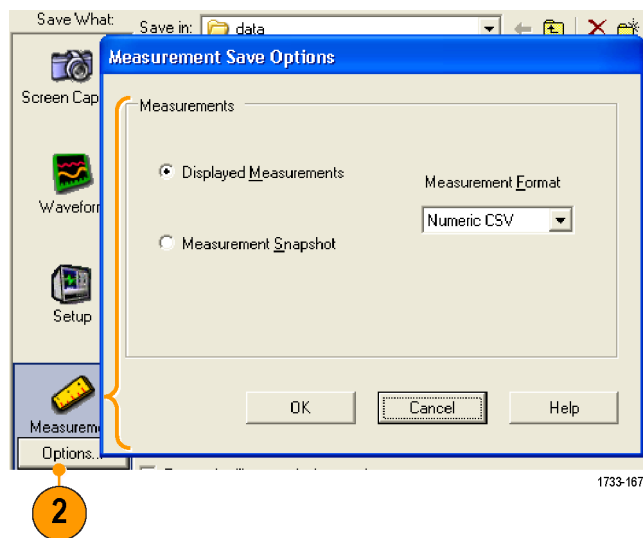 Save What:
Save in: data
Measurement Save Options
Screen Cap
Measurements
Displayed Measurements
Measurement Format
Numeric CSV
Waveform
Measurement Snapshot
Setup
OK
Cancel
Help
Measurem
Options...
2
1733-167